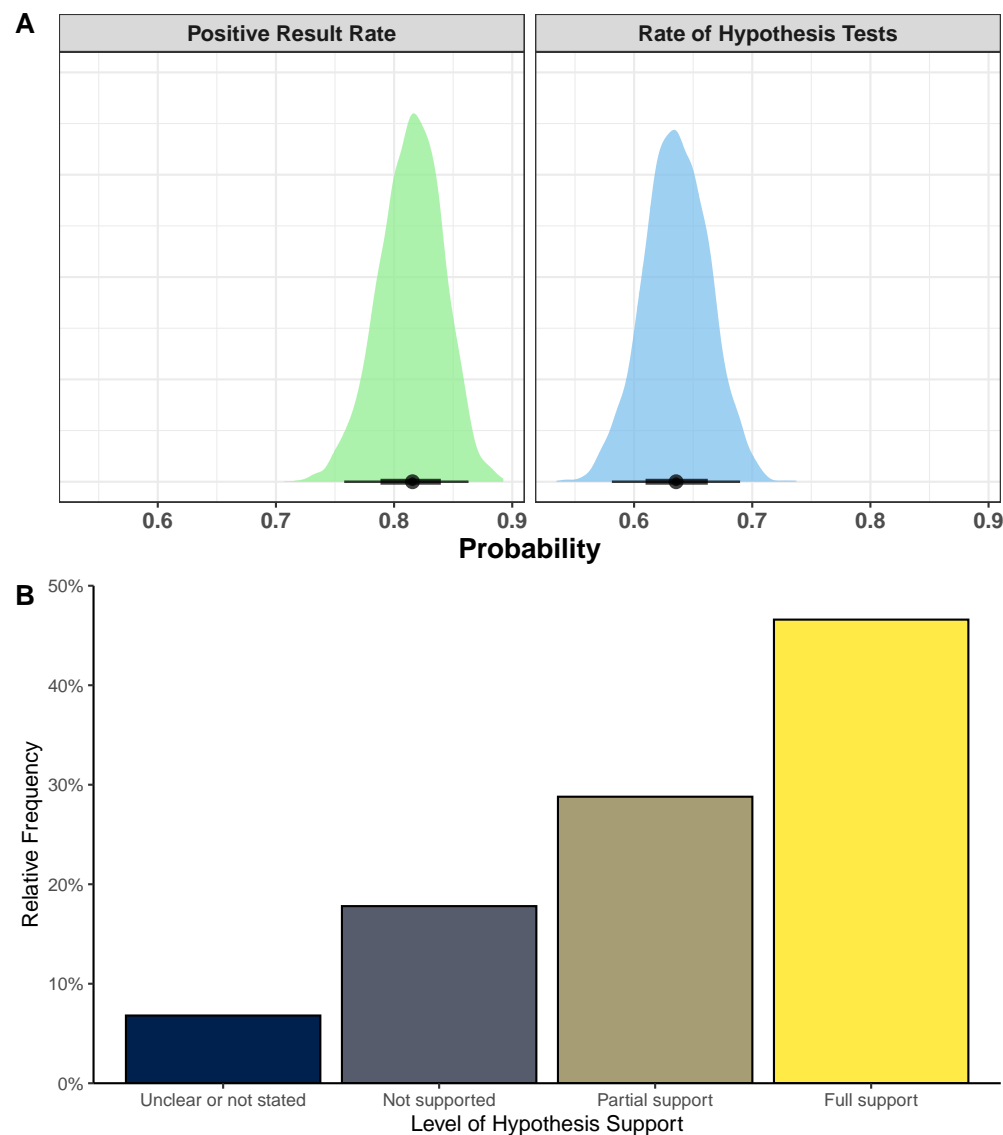 A
Positive Result Rate
Rate of Hypothesis Tests
0.6 0.7 0.8 0.9
0.6 0.7 0.8 0.9
Probability
B
50%
40%
30%
20%
10%
0%
Relative Frequency
Unclear or not stated
Not supported
Partial support
Full support
Level of Hypothesis Support